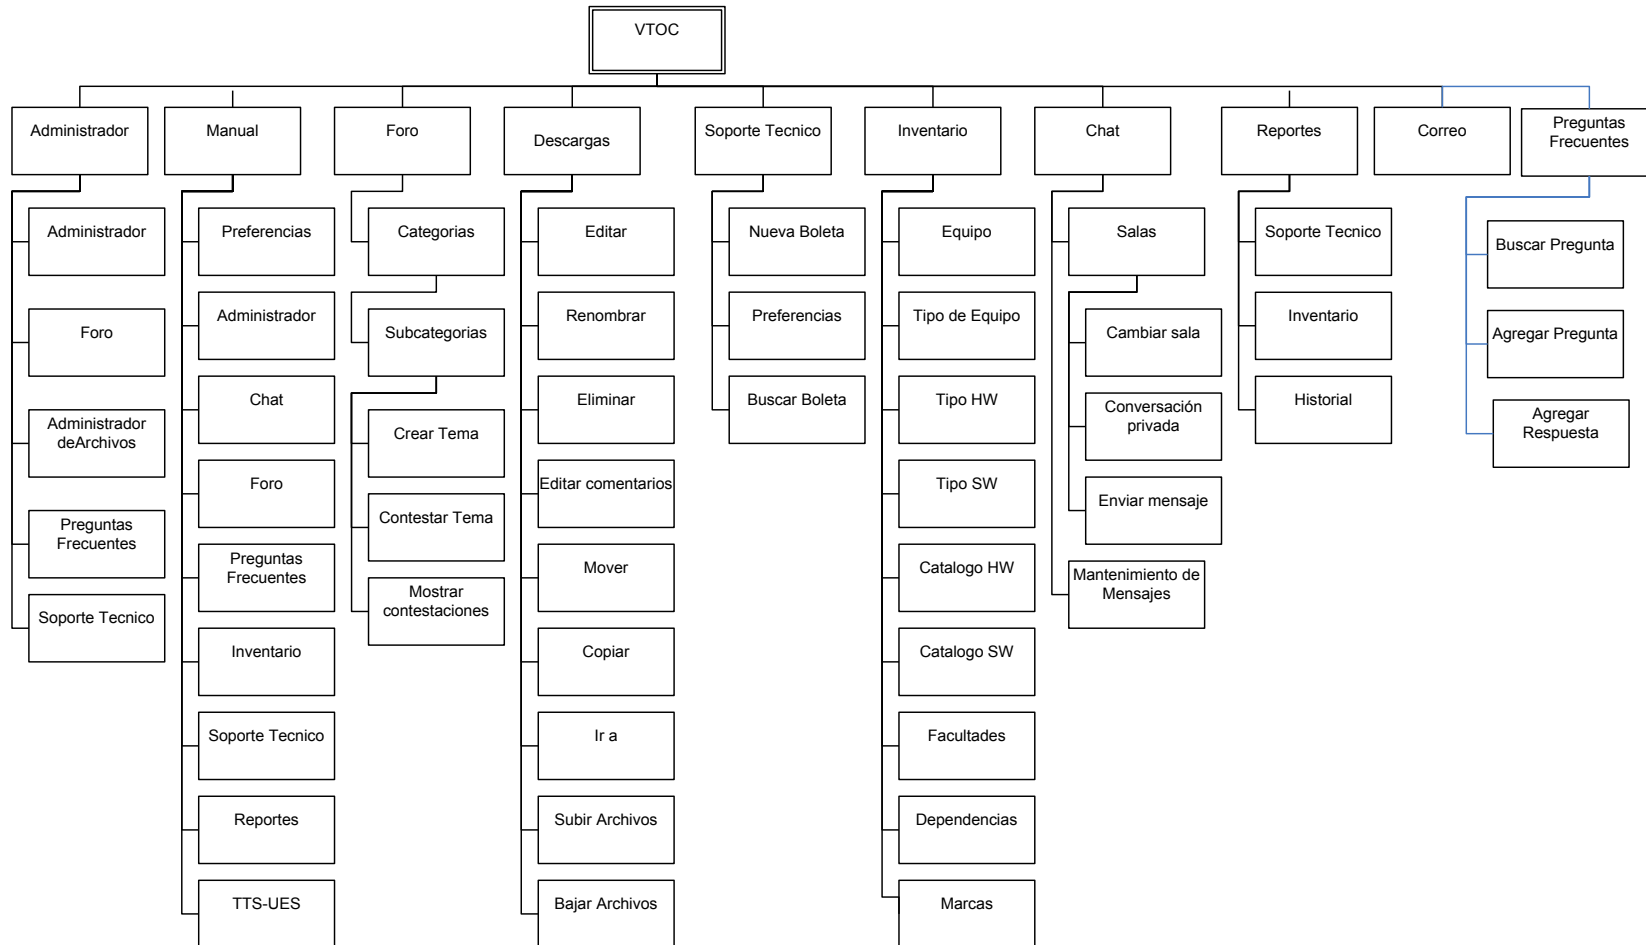 VTOC
Administrador
Manual
Foro
Descargas
Soporte Tecnico
Inventario
Chat
Reportes
Correo
Preguntas
Frecuentes
Administrador
Foro
Administrador
deArchivos
Preguntas
Frecuentes
Soporte Tecnico
Preferencias
Administrador
Chat
Foro
Preguntas
Frecuentes
Inventario
Soporte Tecnico
Reportes
TTS-UES
Categorias
Subcategorias
Crear Tema
Contestar Tema
Mostrar
contestaciones
Editar
Renombrar
Eliminar
Editar comentarios
Mover
Copiar
Ir a
Subir Archivos
Bajar Archivos
Nueva Boleta
Preferencias
Buscar Boleta
Equipo
Tipo de Equipo
Tipo HW
Tipo SW
Catalogo HW
Catalogo SW
Facultades
Dependencias
Marcas
Salas
Cambiar sala
Conversación
privada
Enviar mensaje
Mantenimiento de
Mensajes
Soporte Tecnico
Inventario
Historial
Buscar Pregunta
Agregar Pregunta
Agregar
Respuesta